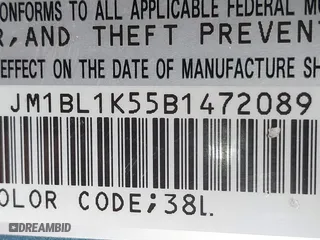 ONFORMS TO ALL APPLICABLE FEDERAL MO
R, AND THEFT PREVENT
EFFECT ON THE DATE OF MANUFACTURE SH
JM1BL1K55B1472089
OLOR CODE;38L
DREAMBID